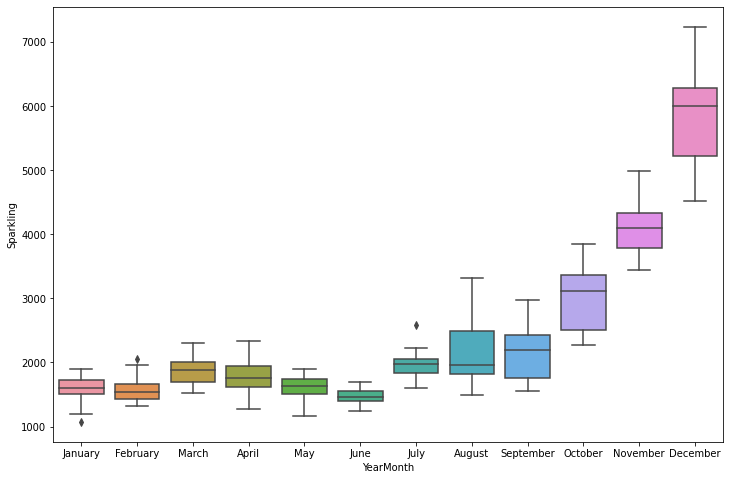 7000
6000
5000
4000
3000
2000
1000
Sparkling
January February March April May June July August September October November December
YearMonth